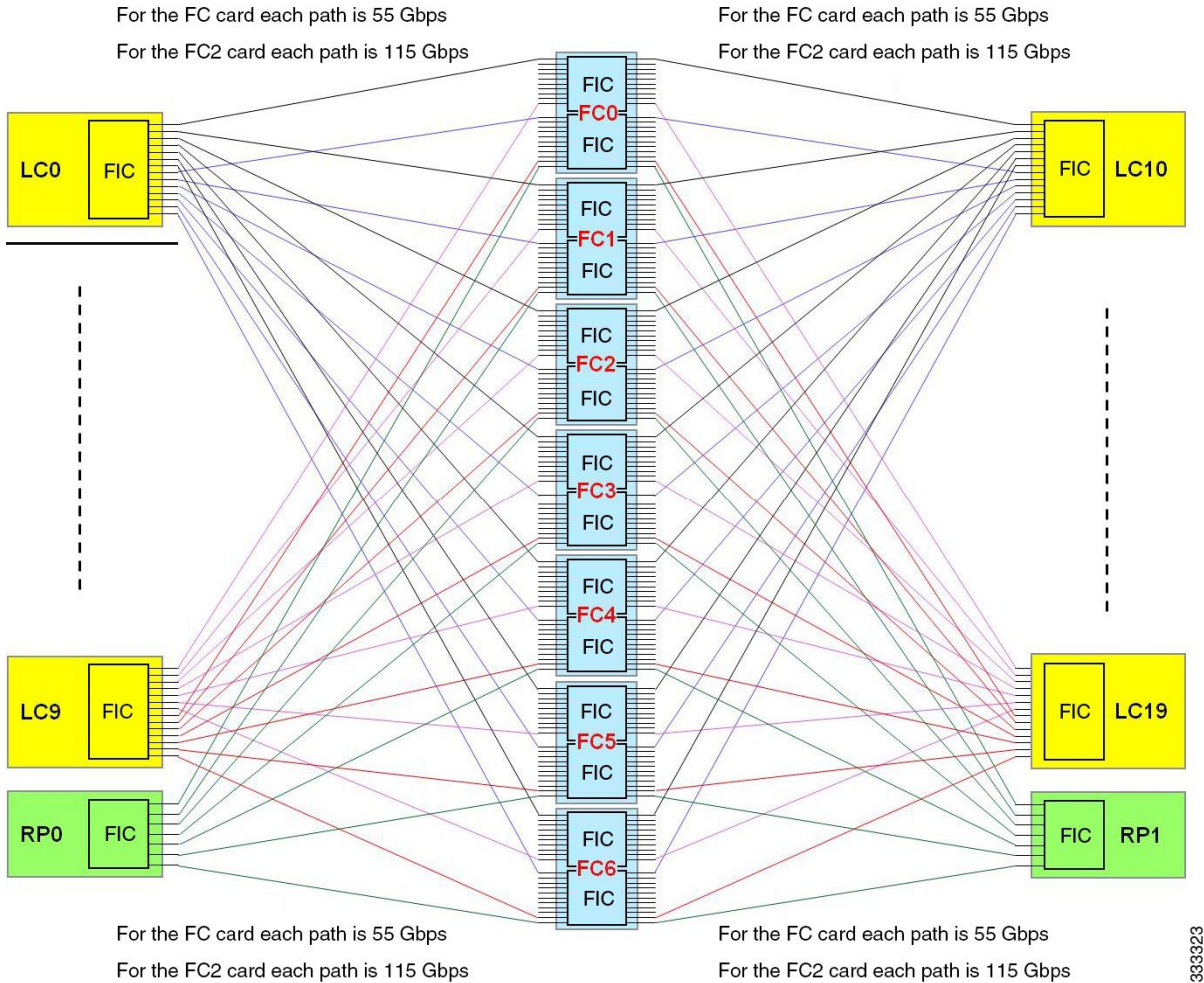 For the FC card each path is 55 Gbps
For the FC2 card each path is 115 Gbps
For the FC card each path is 55 Gbps
For the FC2 card each path is 115 Gbps
LC0
FIC
FIC
FC0
FIC
FIC
LC10
FIC
FC1
FIC
FIC
FC2
FIC
FIC
FC3
FIC
FIC
FC4
FIC
LC9
FIC
FIC
FC5
FIC
FIC
LC19
RP0
FIC
FIC
FC6
FIC
FIC
RP1
For the FC card each path is 55 Gbps
For the FC2 card each path is 115 Gbps
For the FC card each path is 55 Gbps
For the FC2 card each path is 115 Gbps
333323